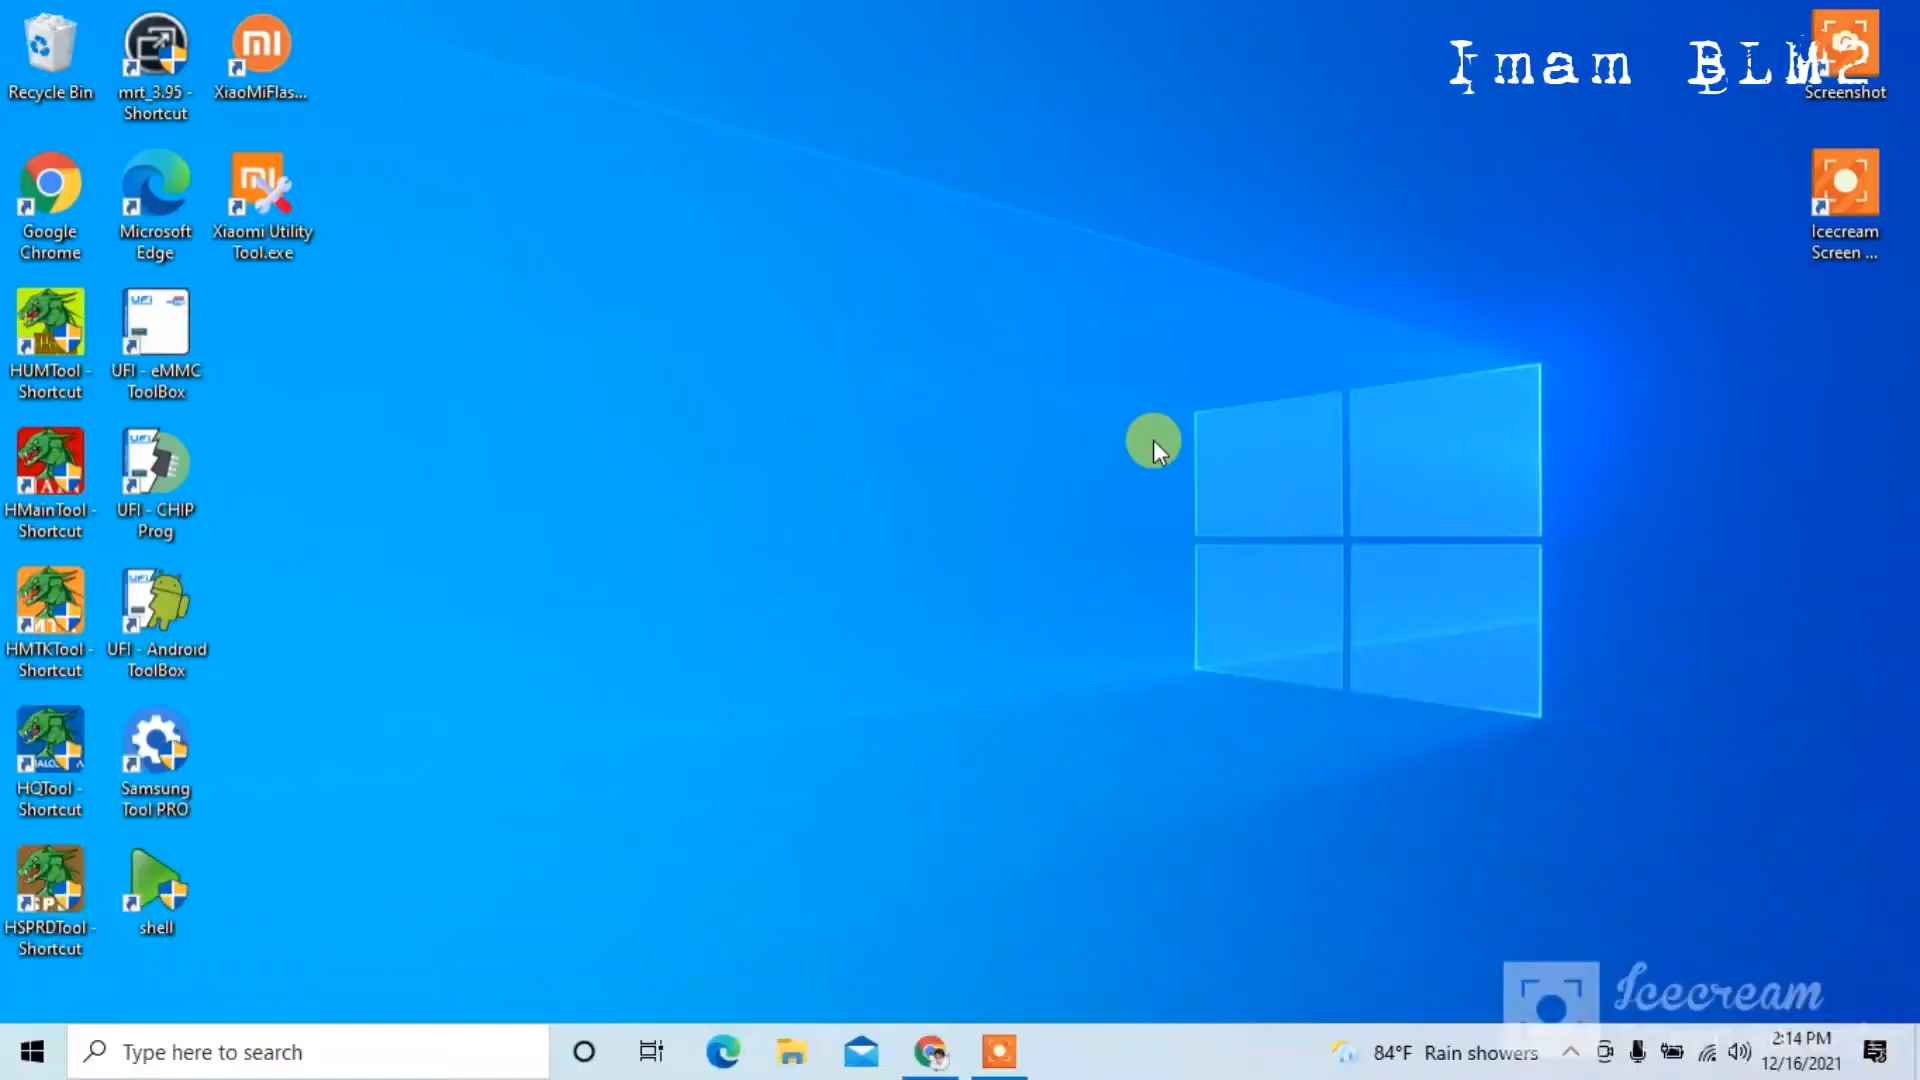 Imam BLM2
Recycle Bin
mrt_3.95 -
Shortcut
XiaoMiFlas...
Screenshot
Google
Chrome
Microsoft
Edge
Xiaomi Utility
Tool.exe
Icecream
Screen ...
HUMTool -
Shortcut
UFI - eMMC
ToolBox
HMainTool -
Shortcut
UFI - CHIP
Prog
HMTKTool -
Shortcut
UFI - Android
ToolBox
HQTool -
Shortcut
Samsung
Tool PRO
HSPRDTool -
Shortcut
shell
Icecream
Type here to search
84°F Rain showers
2:14 PM
12/16/2021